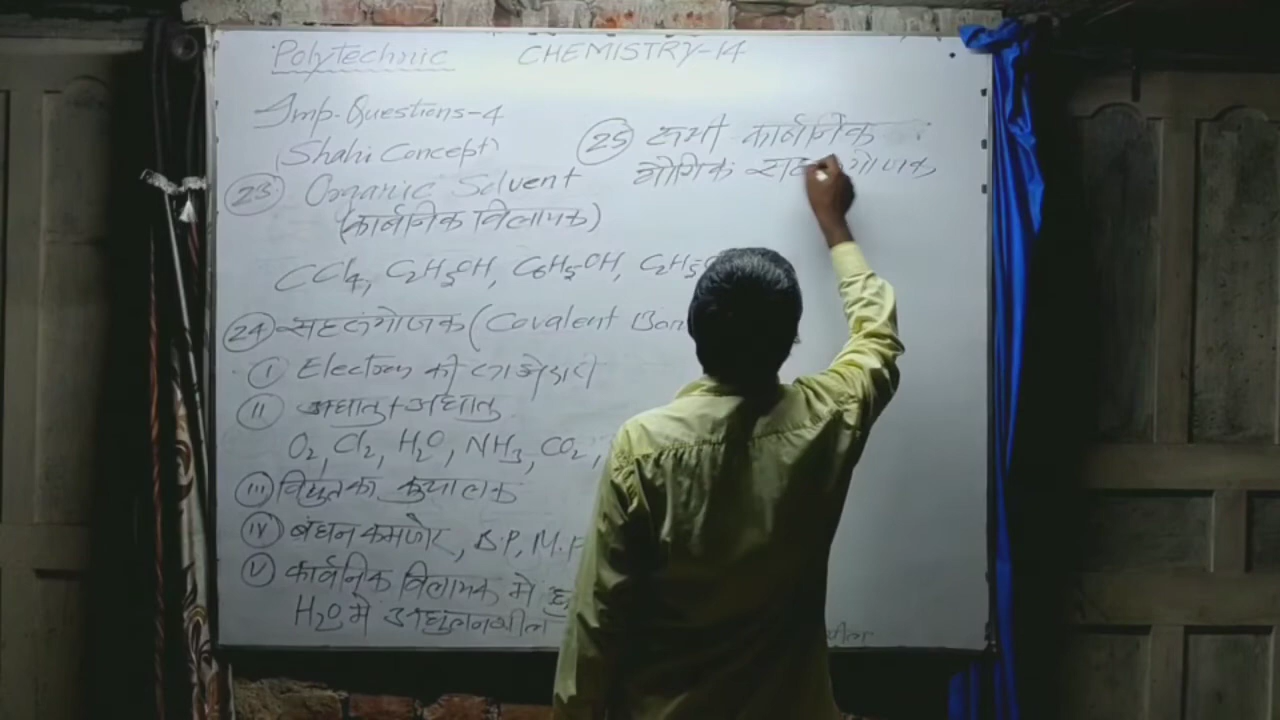 Polytechnic CHEMISTRY-14
Imp. Questions-4
(Shahi Concept)
23 Organic Solvent
(कार्बनिक विलायक)
CCl4, C2H5OH, C6H5OH, C2H5
24 सहसंयोजक (Covalent Bon
I Electron की साझेदारी
II अधातु + अधातु
O2, Cl2, H2O, NH3, CO2,
III विद्युत का कुचालक
IV बंधन कमजोर, B.P, M.P
V कार्बनिक विलायक में
H2O में अघुलनशील
25 सभी कार्बनिक
यौगिक